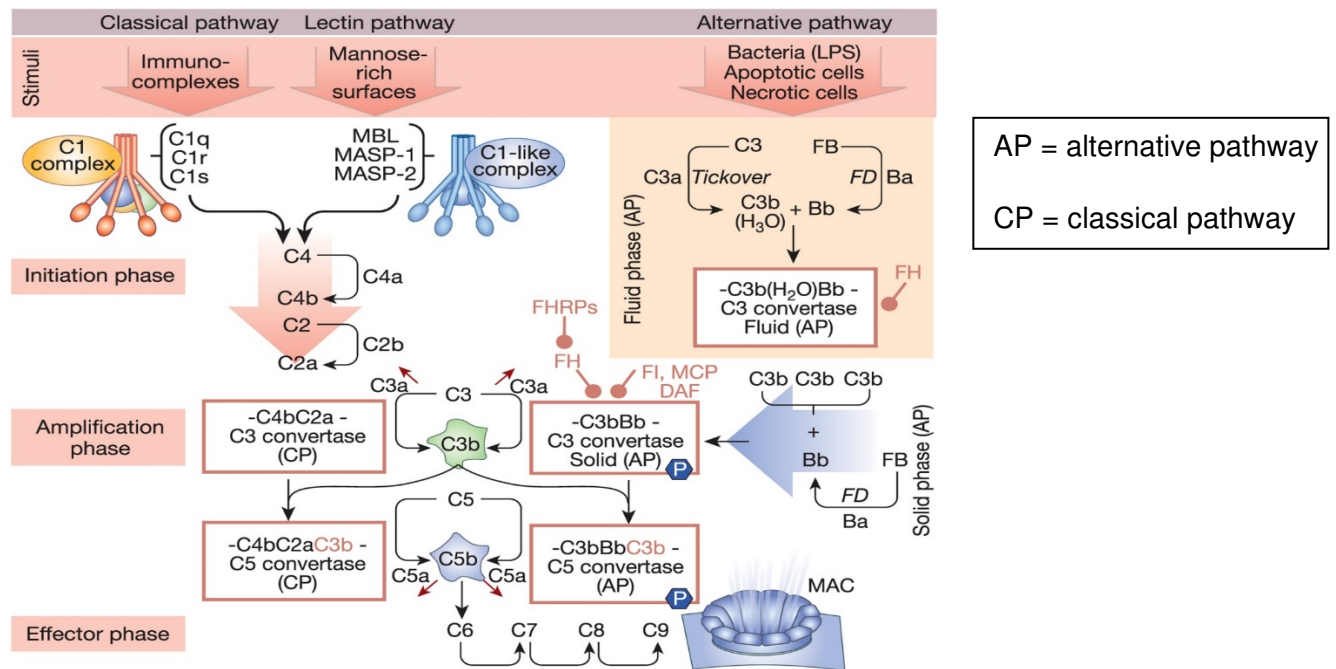 Classical pathway
Lectin pathway
Alternative pathway
Stimuli
Immuno-
complexes
Mannose-
rich
surfaces
Bacteria (LPS)
Apoptotic cells
Necrotic cells
C1
complex
C1q
C1r
C1s
MBL
MASP-1
MASP-2
C1-like
complex
Fluid phase (AP)
C3
FB
C3a
Tickover
FD
Ba
C3b
(H3O)
+ Bb
-C3b(H2O)Bb -
C3 convertase
Fluid (AP)
FH
AP = alternative pathway
CP = classical pathway
Initiation phase
C4
C4a
C4b
C2
C2b
C2a
FHRPs
FH
FI, MCP
DAF
Amplification
phase
-C4bC2a -
C3 convertase
(CP)
C3a
C3
C3a
C3b
-C3bBb -
C3 convertase
Solid (AP)
P
C3b C3b C3b
+
Bb
FB
FD
Ba
Solid phase (AP)
-C4bC2aC3b -
C5 convertase
(CP)
C5
C5b
C5a
C5a
-C3bBbC3b -
C5 convertase
(AP)
P
MAC
Effector phase
C6
C7
C8
C9